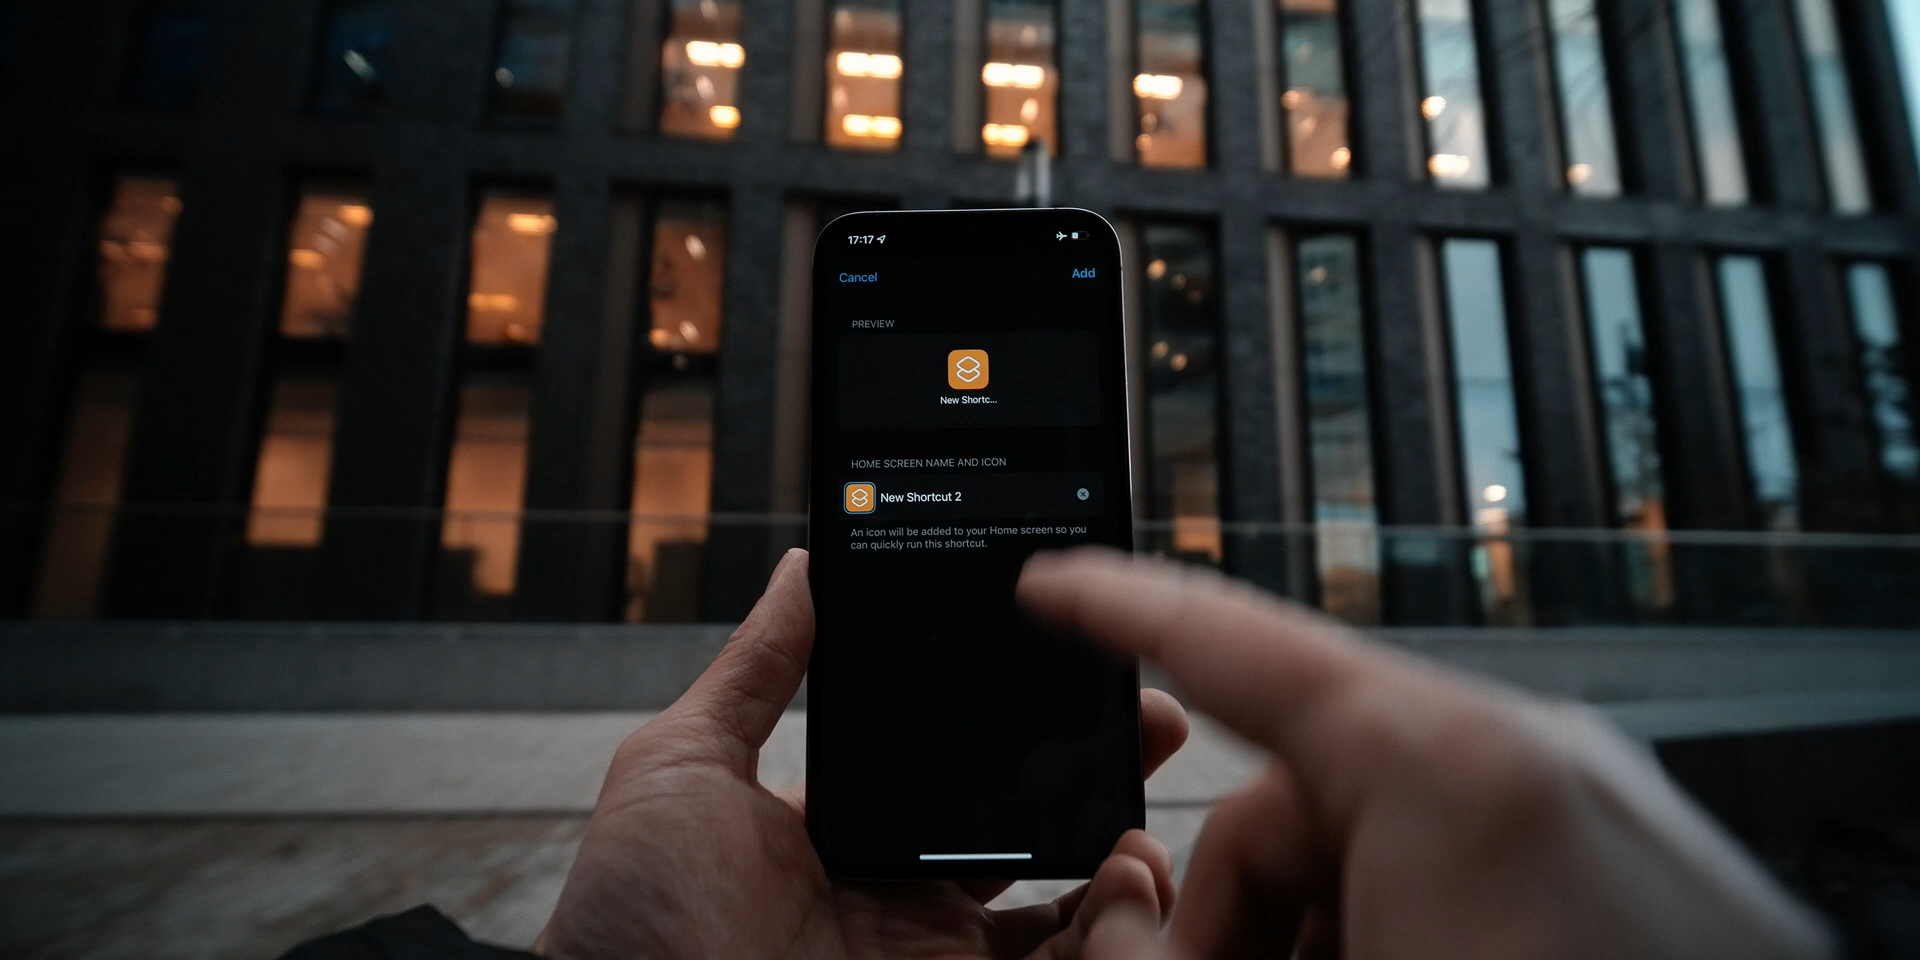 17:17
Cancel
Add
PREVIEW
New Shortc...
HOME SCREEN NAME AND ICON
New Shortcut 2
An icon will be added to your Home screen so you
can quickly run this shortcut.